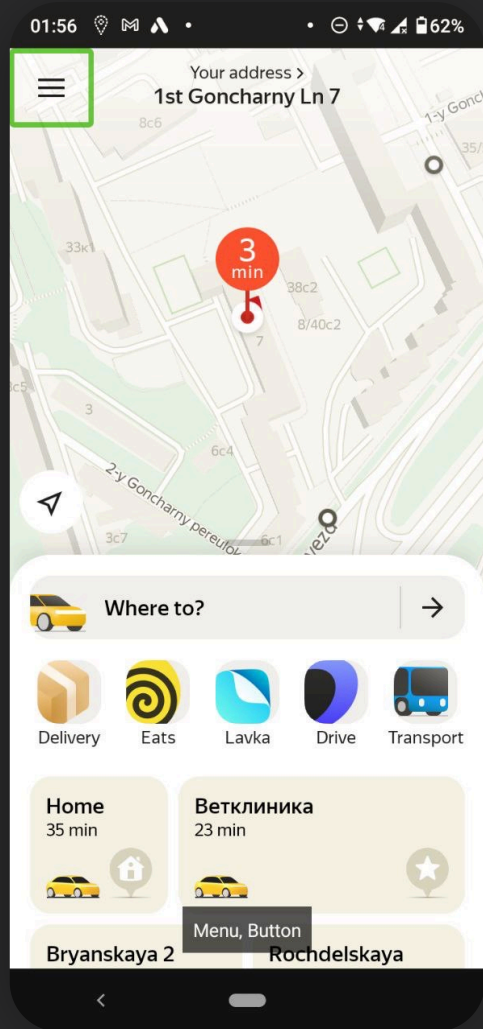 01:56
62%
Your address >
1st Goncharny Ln 7
8с6
1-y Gonch
35/
33к1
3
min
38с2
8/40с2
7
с5
3
6с4
2-y Goncharny pereulok
3с7
6с1
Where to?
Delivery
Eats
Lavka
Drive
Transport
Home
35 min
Ветклиника
23 min
Menu, Button
Bryanskaya 2
Rochdelskaya